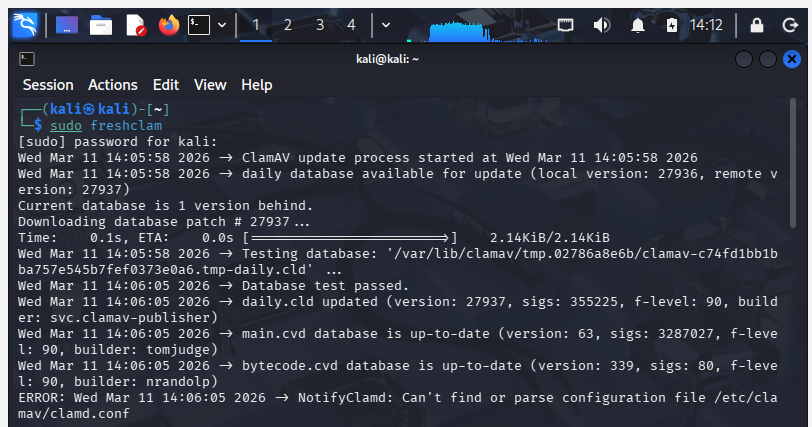 1 2 3 4 14:12
kali@kali: ~
Session Actions Edit View Help
┌──(kali㉿kali)-[~]
└─$ sudo freshclam
[sudo] password for kali:
Wed Mar 11 14:05:58 2026 → ClamAV update process started at Wed Mar 11 14:05:58 2026
Wed Mar 11 14:05:58 2026 → daily database available for update (local version: 27936, remote v
ersion: 27937)
Current database is 1 version behind.
Downloading database patch # 27937...
Time: 0.1s, ETA: 0.0s [========================>] 2.14KiB/2.14KiB
Wed Mar 11 14:05:58 2026 → Testing database: '/var/lib/clamav/tmp.02786a8e6b/clamav-c74fd1bb1b
ba757e545b7fef0373e0a6.tmp-daily.cld' ...
Wed Mar 11 14:06:05 2026 → Database test passed.
Wed Mar 11 14:06:05 2026 → daily.cld updated (version: 27937, sigs: 355225, f-level: 90, build
er: svc.clamav-publisher)
Wed Mar 11 14:06:05 2026 → main.cvd database is up-to-date (version: 63, sigs: 3287027, f-leve
l: 90, builder: tomjudge)
Wed Mar 11 14:06:05 2026 → bytecode.cvd database is up-to-date (version: 339, sigs: 80, f-leve
l: 90, builder: nrandolp)
ERROR: Wed Mar 11 14:06:05 2026 → NotifyClamd: Can't find or parse configuration file /etc/cla
mav/clamd.conf